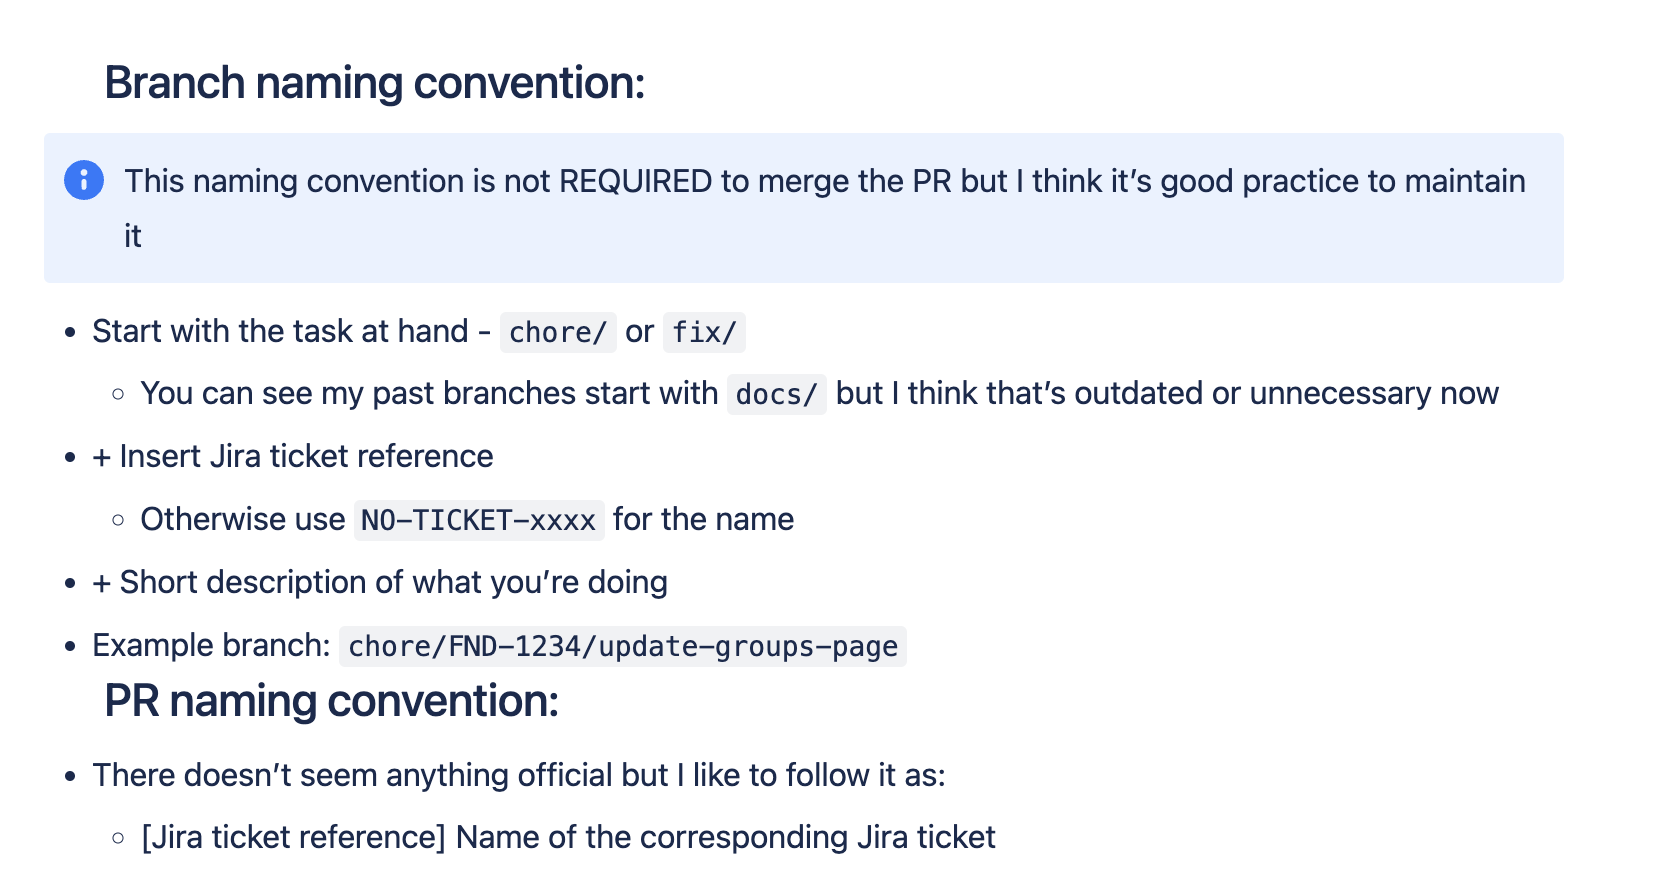 Branch naming convention:
This naming convention is not REQUIRED to merge the PR but I think it’s good practice to maintain
it
• Start with the task at hand - chore/ or fix/
◦ You can see my past branches start with docs/ but I think that’s outdated or unnecessary now
• + Insert Jira ticket reference
◦ Otherwise use NO-TICKET-xxxx for the name
• + Short description of what you’re doing
• Example branch: chore/FND-1234/update-groups-page
PR naming convention:
• There doesn’t seem anything official but I like to follow it as:
◦ [Jira ticket reference] Name of the corresponding Jira ticket